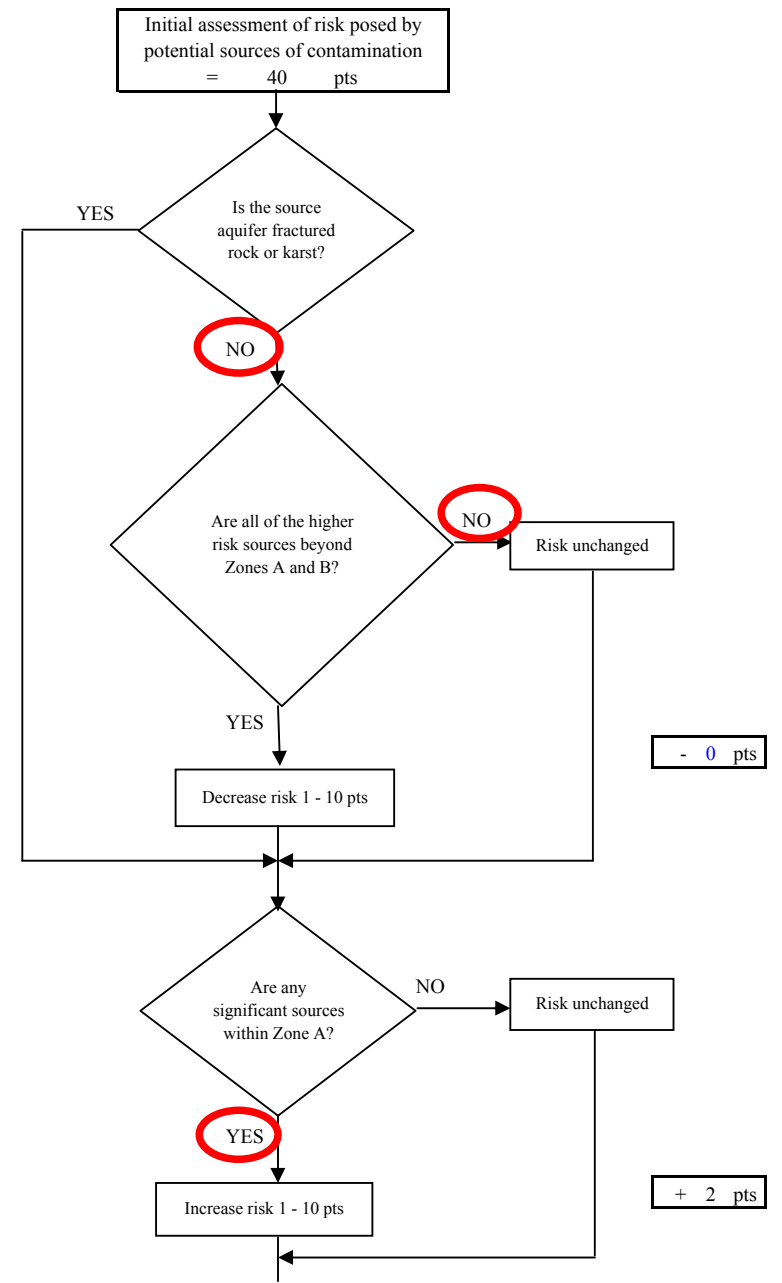 Initial assessment of risk posed by
potential sources of contamination
= 40 pts
YES
Is the source
aquifer fractured
rock or karst?
NO
Are all of the higher
risk sources beyond
Zones A and B?
NO
Risk unchanged
YES
- 0 pts
Decrease risk 1 - 10 pts
Are any
significant sources
within Zone A?
NO
Risk unchanged
YES
+ 2 pts
Increase risk 1 - 10 pts